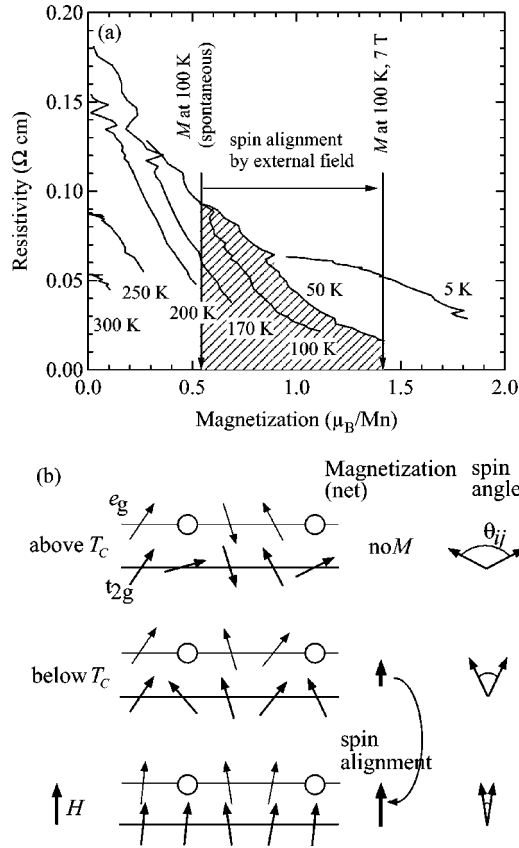 (a)
Resistivity (Ω cm)
0.20
0.15
0.10
0.05
0.00
M at 100 K
(spontaneous)
spin alignment
by external field
M at 100 K, 7 T
300 K
250 K
200 K
170 K
100 K
50 K
5 K
0.0 0.5 1.0 1.5 2.0
Magnetization (μB/Mn)
(b)
Magnetization
(net)
spin
angle
eg
above TC
t2g
noM
θij
below TC
spin
alignment
H